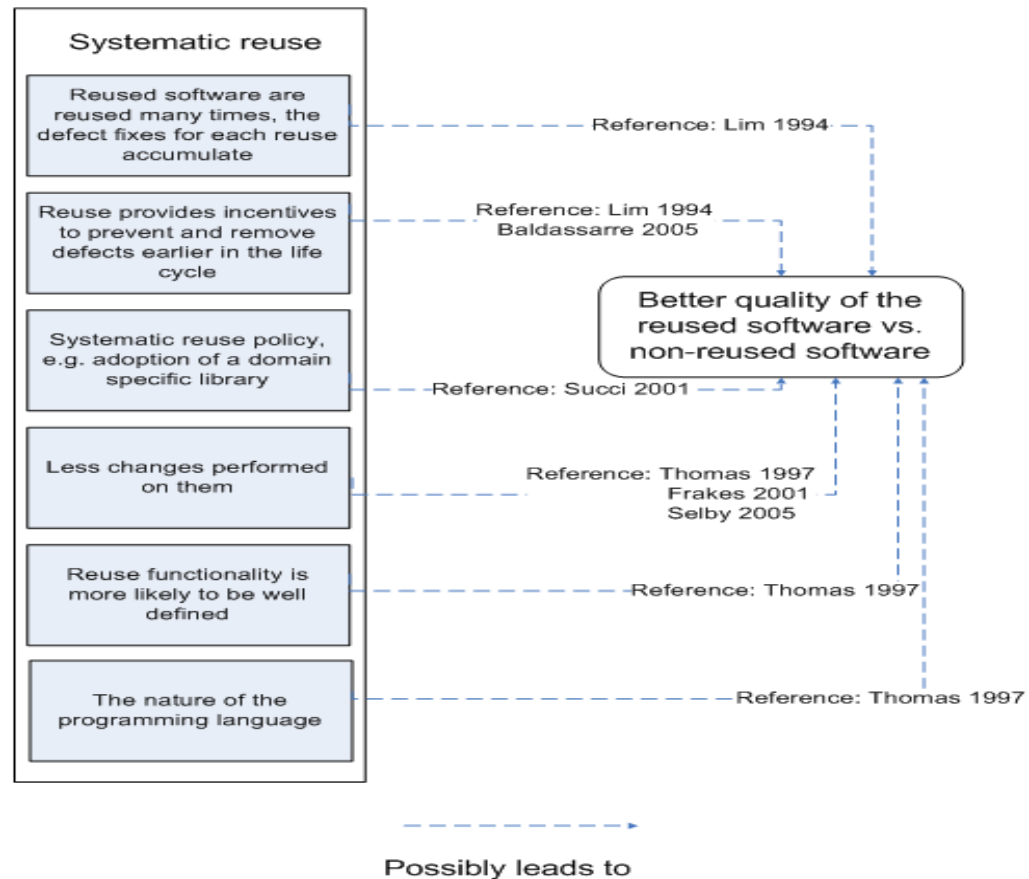 Systematic reuse
Reused software are
reused many times, the
defect fixes for each reuse
accumulate
Reference: Lim 1994
Reuse provides incentives
to prevent and remove
defects earlier in the life
cycle
Reference: Lim 1994
Baldassarre 2005
Better quality of the
reused software vs.
non-reused software
Systematic reuse policy,
e.g. adoption of a domain
specific library
Reference: Succi 2001
Less changes performed
on them
Reference: Thomas 1997
Frakes 2001
Selby 2005
Reuse functionality is
more likely to be well
defined
Reference: Thomas 1997
The nature of the
programming language
Reference: Thomas 1997
Possibly leads to